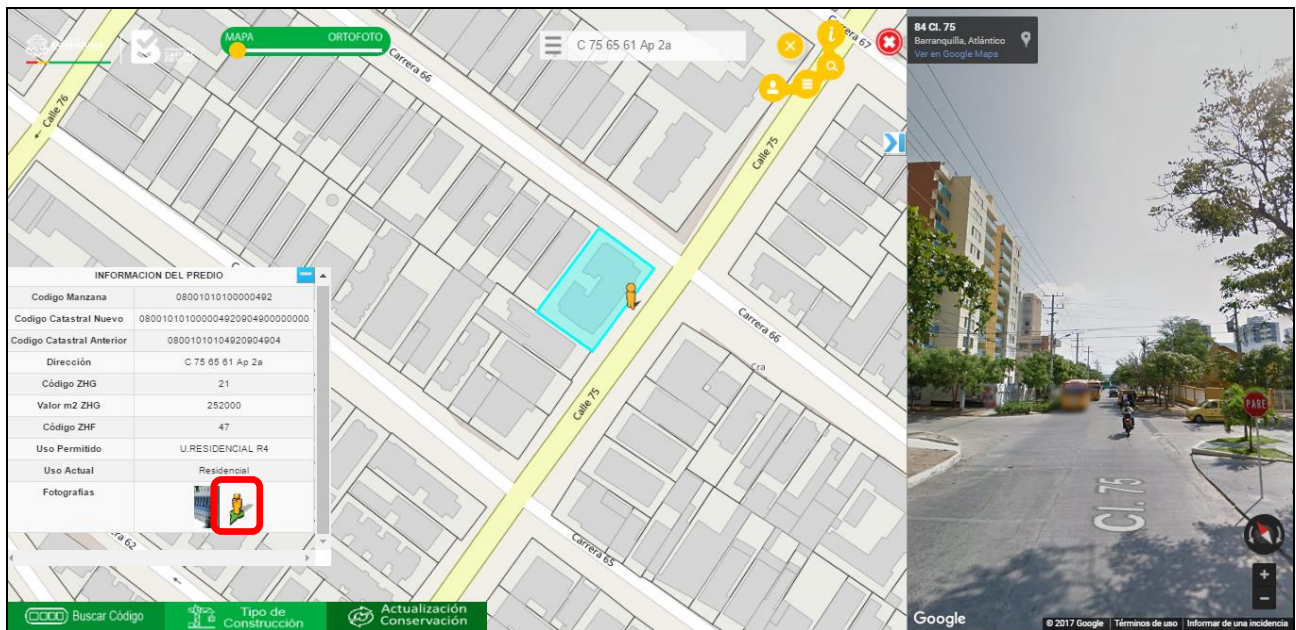 MAPA ORTOFOTO
C 75 65 61 Ap 2a
Carrera 66
Calle 76
Calle 75
Carrera 66
Cra
Calle 75
Carrera 65
INFORMACION DEL PREDIO
Codigo Manzana 08001010100000492
Codigo Catastral Nuevo 080010101000004920904900000000
Codigo Catastral Anterior 08001010104920904904
Dirección C 75 65 61 Ap 2a
Código ZHG 21
Valor m2 ZHG 252000
Código ZHF 47
Uso Permitido U.RESIDENCIAL R4
Uso Actual Residencial
Fotografias
Buscar Código
Tipo de
Construcción
Actualización
Conservación
84 Cl. 75
Barranquilla, Atlántico
Ver en Google Maps
PARE
Cl. 75
Google
© 2017 Google Términos de uso Informar de una incidencia